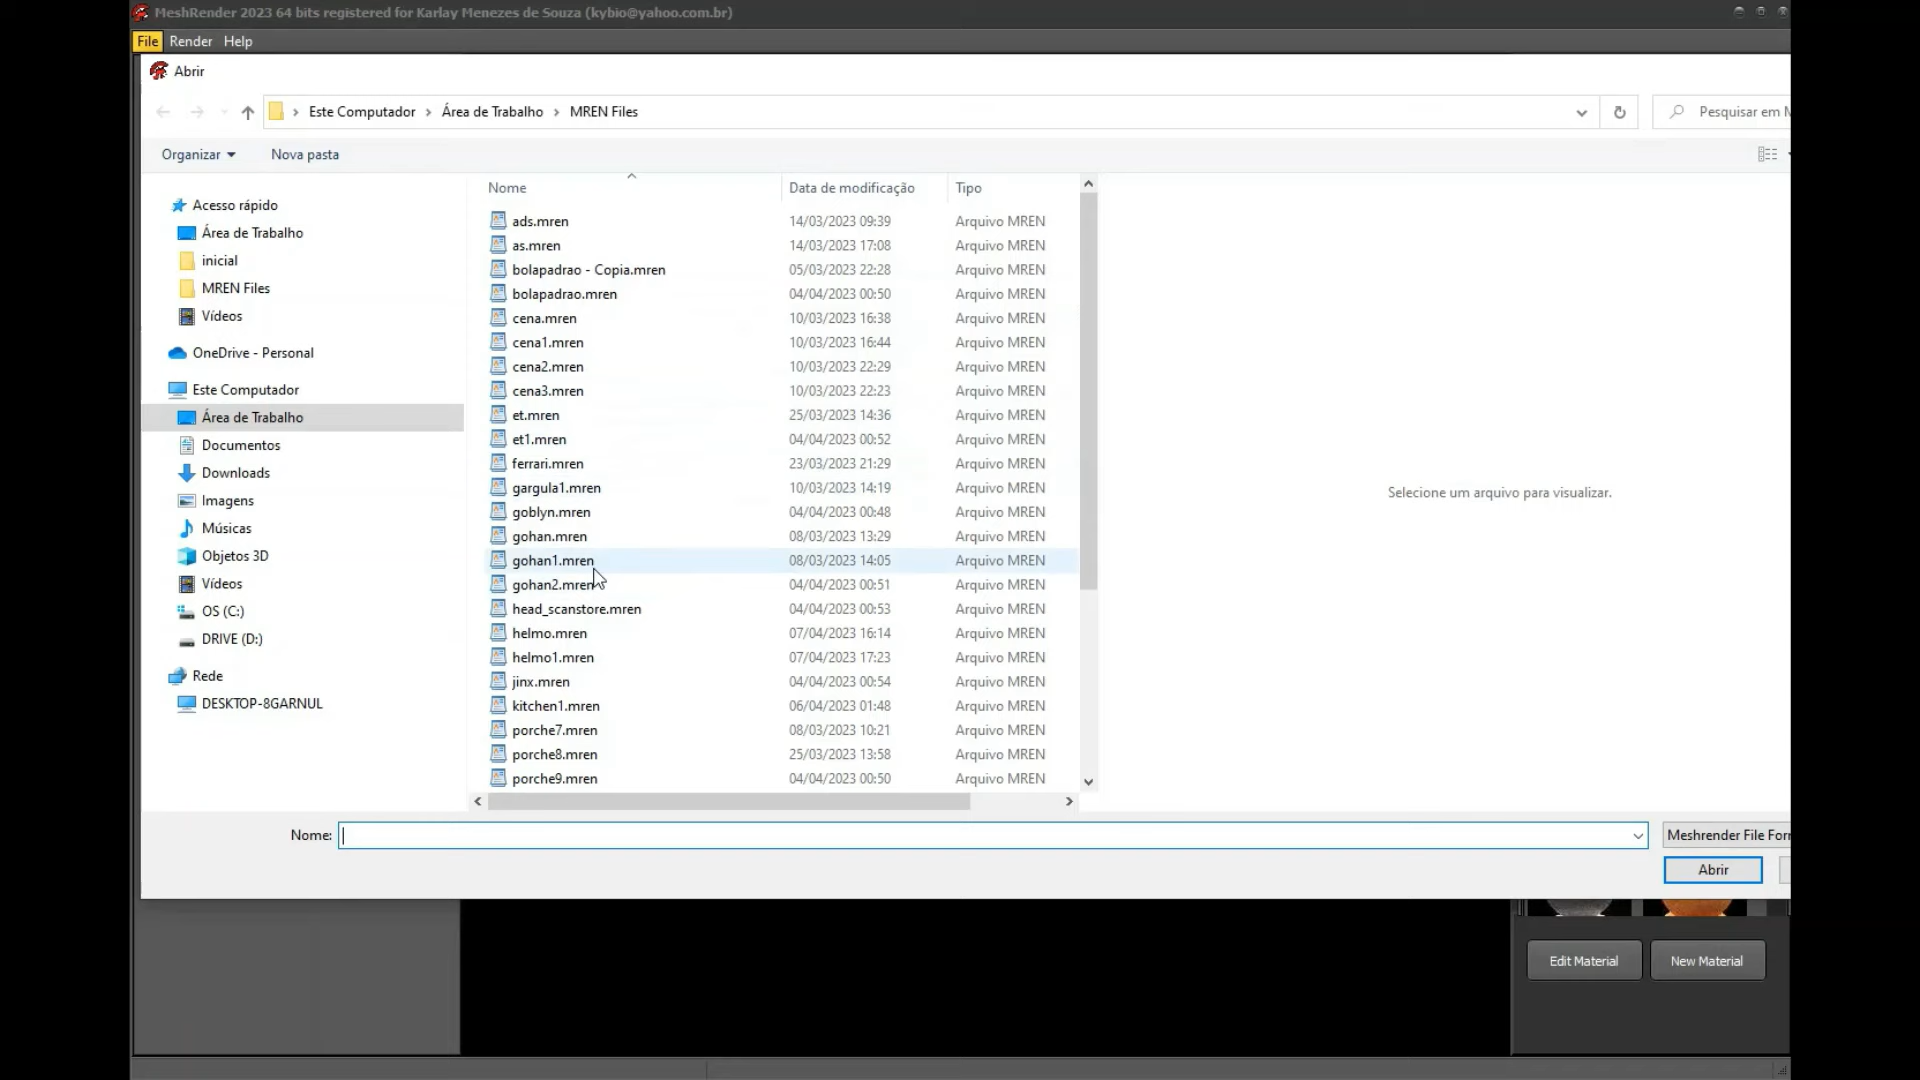 MeshRender 2023 64 bits registered for Karlay Menezes de Souza (kybio@yahoo.com.br)
File Render Help
Abrir
Este Computador > Área de Trabalho > MREN Files
Pesquisar em M
Organizar Nova pasta
Nome Data de modificação Tipo
Acesso rápido
Área de Trabalho
inicial
MREN Files
Vídeos
OneDrive - Personal
Este Computador
Área de Trabalho
Documentos
Downloads
Imagens
Músicas
Objetos 3D
Vídeos
OS (C:)
DRIVE (D:)
Rede
DESKTOP-8GARNUL
ads.mren 14/03/2023 09:39 Arquivo MREN
as.mren 14/03/2023 17:08 Arquivo MREN
bolapadrao - Copia.mren 05/03/2023 22:28 Arquivo MREN
bolapadrao.mren 04/04/2023 00:50 Arquivo MREN
cena.mren 10/03/2023 16:38 Arquivo MREN
cena1.mren 10/03/2023 16:44 Arquivo MREN
cena2.mren 10/03/2023 22:29 Arquivo MREN
cena3.mren 10/03/2023 22:23 Arquivo MREN
et.mren 25/03/2023 14:36 Arquivo MREN
et1.mren 04/04/2023 00:52 Arquivo MREN
ferrari.mren 23/03/2023 21:29 Arquivo MREN
gargula1.mren 10/03/2023 14:19 Arquivo MREN
goblyn.mren 04/04/2023 00:48 Arquivo MREN
gohan.mren 08/03/2023 13:29 Arquivo MREN
gohan1.mren 08/03/2023 14:05 Arquivo MREN
gohan2.mren 04/04/2023 00:51 Arquivo MREN
head_scanstore.mren 04/04/2023 00:53 Arquivo MREN
helmo.mren 07/04/2023 16:14 Arquivo MREN
helmo1.mren 07/04/2023 17:23 Arquivo MREN
jinx.mren 04/04/2023 00:54 Arquivo MREN
kitchen1.mren 06/04/2023 01:48 Arquivo MREN
porche7.mren 08/03/2023 10:21 Arquivo MREN
porche8.mren 25/03/2023 13:58 Arquivo MREN
porche9.mren 04/04/2023 00:50 Arquivo MREN
Selecione um arquivo para visualizar.
Nome:
Meshrender File For
Abrir
Edit Material New Material